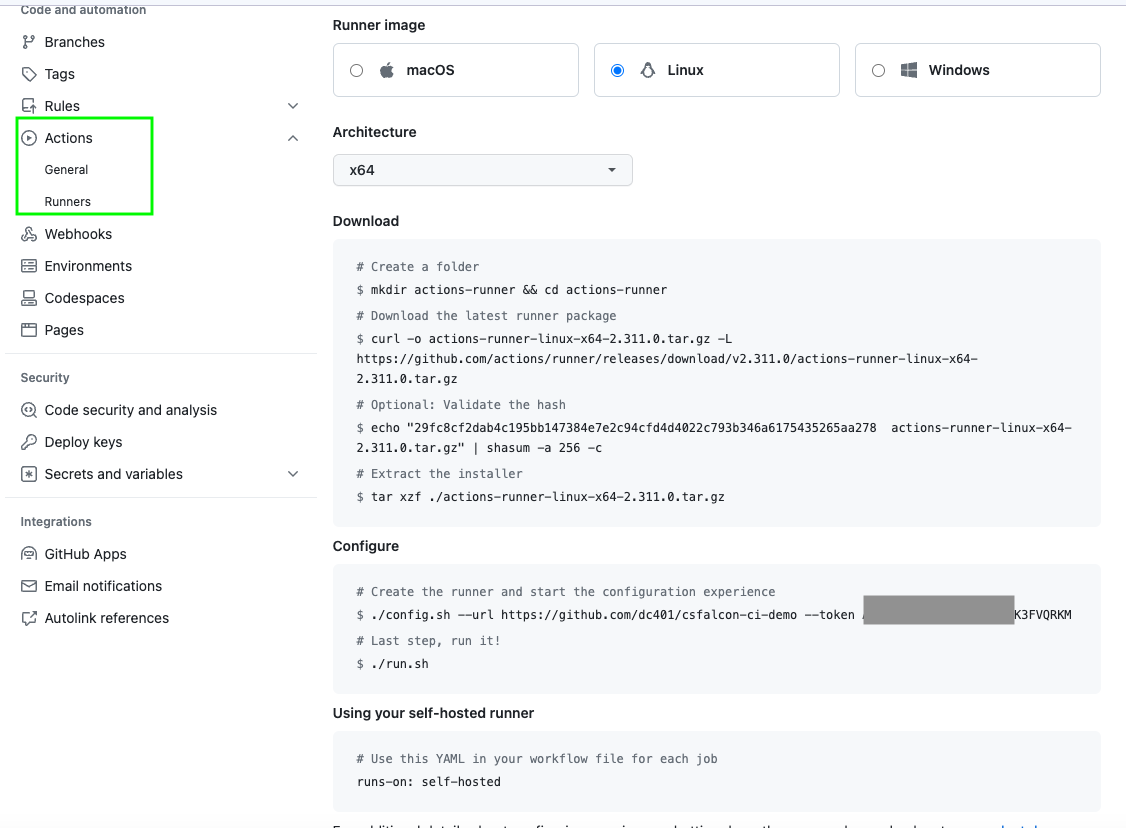 Code and automation
Branches
Tags
Rules
Actions
General
Runners
Webhooks
Environments
Codespaces
Pages
Security
Code security and analysis
Deploy keys
Secrets and variables
Integrations
GitHub Apps
Email notifications
Autolink references
Runner image
macOS
Linux
Windows
Architecture
x64
Download
# Create a folder
$ mkdir actions-runner && cd actions-runner
# Download the latest runner package
$ curl -o actions-runner-linux-x64-2.311.0.tar.gz -L
https://github.com/actions/runner/releases/download/v2.311.0/actions-runner-linux-x64-
2.311.0.tar.gz
# Optional: Validate the hash
$ echo "29fc8cf2dab4c195bb147384e7e2c94cfd4d4022c793b346a6175435265aa278  actions-runner-linux-x64-
2.311.0.tar.gz" | shasum -a 256 -c
# Extract the installer
$ tar xzf ./actions-runner-linux-x64-2.311.0.tar.gz
Configure
# Create the runner and start the configuration experience
$ ./config.sh --url https://github.com/dc401/csfalcon-ci-demo --token K3FVQRKM
# Last step, run it!
$ ./run.sh
Using your self-hosted runner
# Use this YAML in your workflow file for each job
runs-on: self-hosted